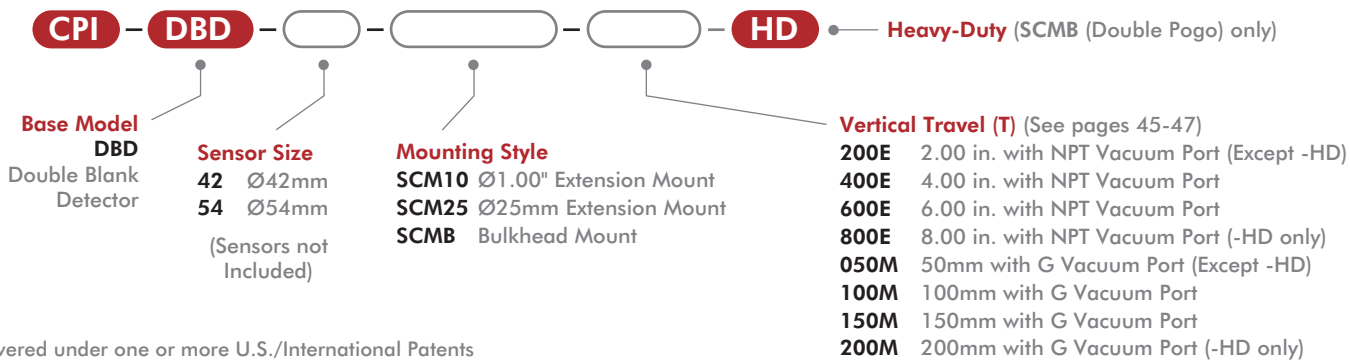 CPI – DBD – – – – HD Heavy-Duty (SCMB (Double Pogo) only)
Base Model
DBD
Double Blank
Detector
Sensor Size
42 Ø42mm
54 Ø54mm
(Sensors not
Included)
Mounting Style
SCM10 Ø1.00" Extension Mount
SCM25 Ø25mm Extension Mount
SCMB Bulkhead Mount
Vertical Travel (T) (See pages 45-47)
200E 2.00 in. with NPT Vacuum Port (Except -HD)
400E 4.00 in. with NPT Vacuum Port
600E 6.00 in. with NPT Vacuum Port
800E 8.00 in. with NPT Vacuum Port (-HD only)
050M 50mm with G Vacuum Port (Except -HD)
100M 100mm with G Vacuum Port
150M 150mm with G Vacuum Port
200M 200mm with G Vacuum Port (-HD only)
vered under one or more U.S./International Patents